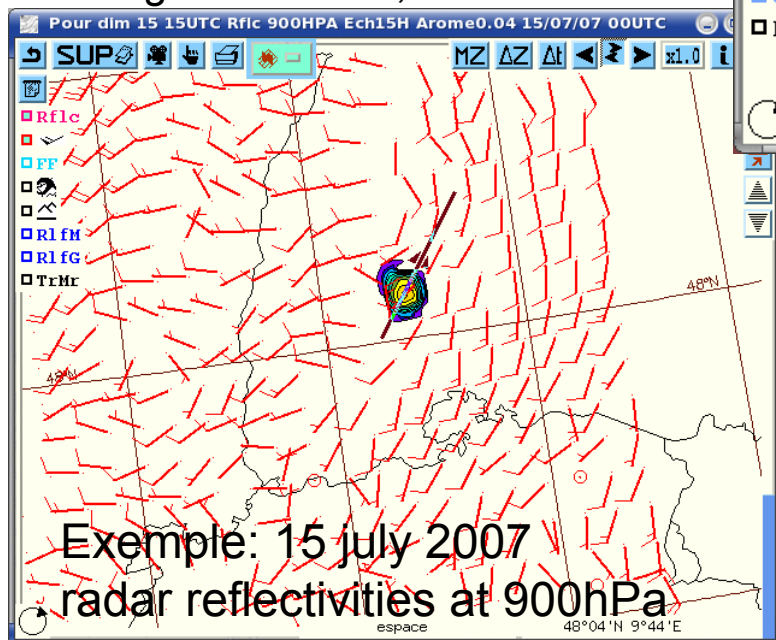 Pour dim 15 15UTC Rflc 900HPA Ech15H Arome0.04 15/07/07 00UTC
SUP MZ ΔZ Δt x1.0 i
Rflc
FF
RlfM
RlfG
TrMr
48°N
48°N
Exemple: 15 july 2007
radar reflectivities at 900hPa
espace 48°04'N 9°44'E